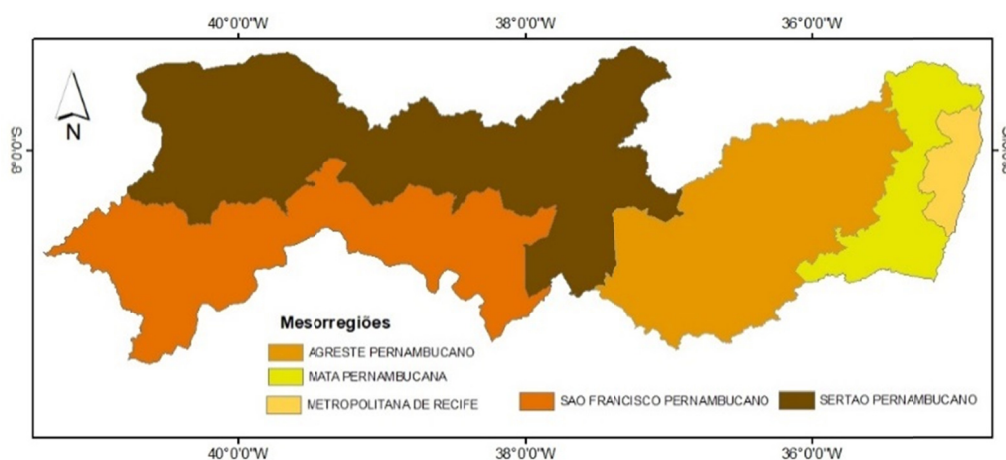 40°0'0"W 38°0'0"W 36°0'0"W
N
8°0'0"S
Mesorregiões
AGRESTE PERNAMBUCANO
MATA PERNAMBUCANA
METROPOLITANA DE RECIFE
SAO FRANCISCO PERNAMBUCANO
SERTAO PERNAMBUCANO
40°0'0"W 38°0'0"W 36°0'0"W